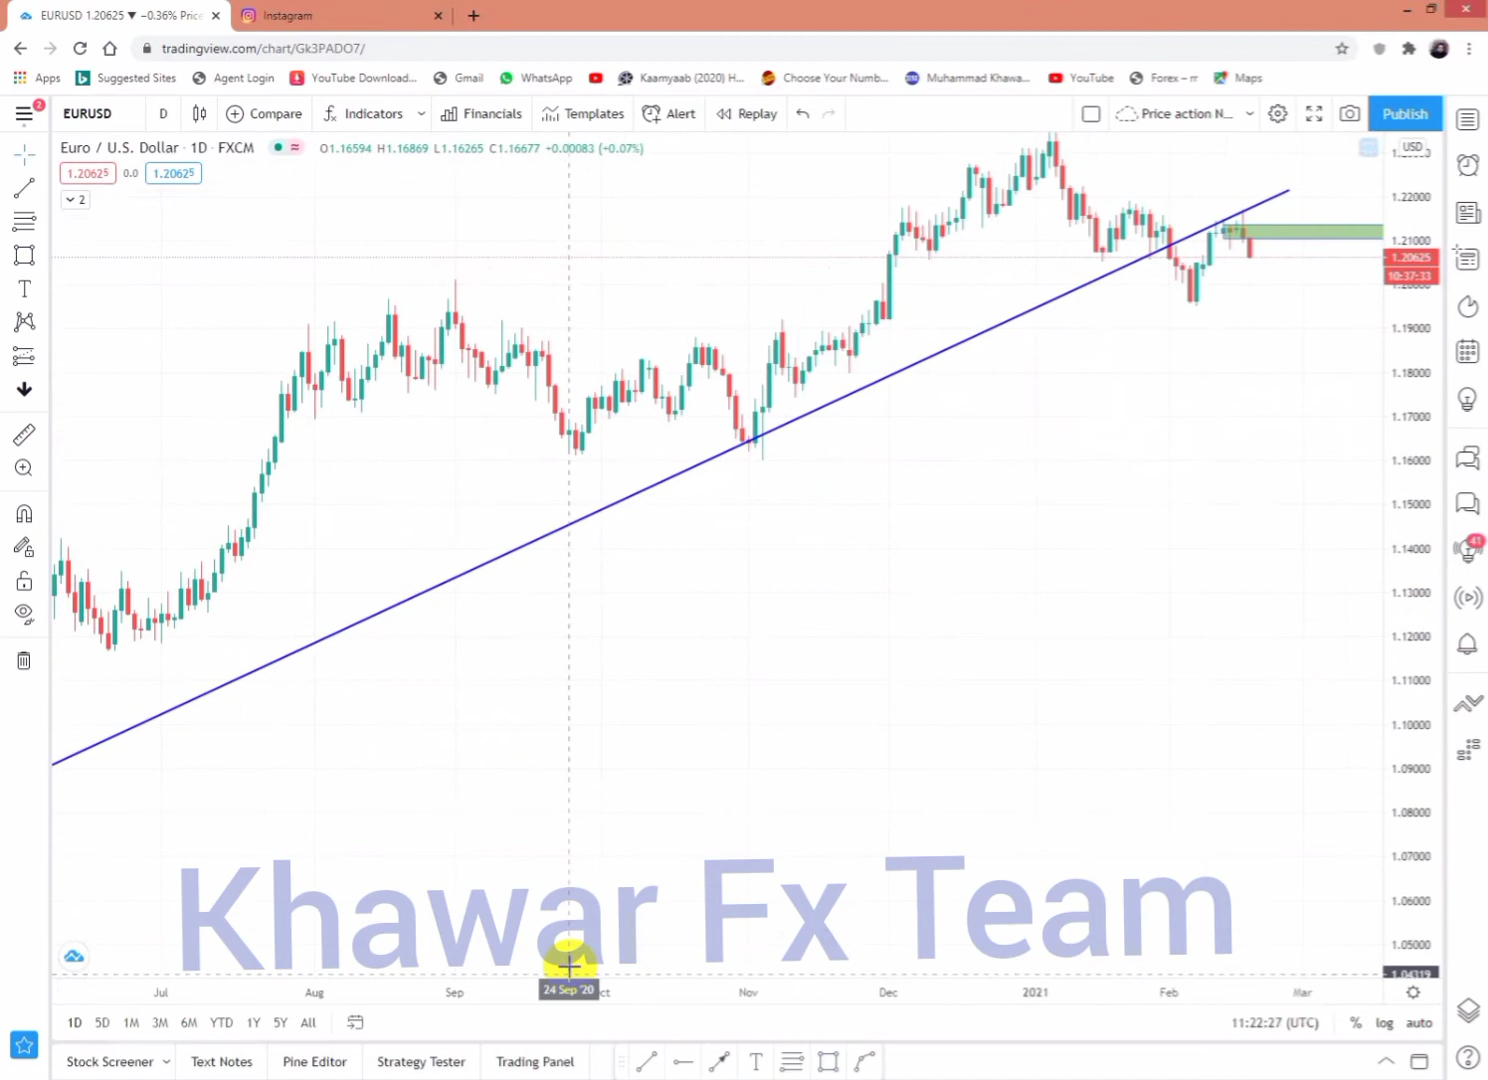 EURUSD 1.20625 ▼ −0.36% Price
Instagram
tradingview.com/chart/Gk3PADO7/
Apps Suggested Sites Agent Login YouTube Download... Gmail WhatsApp Kaamyaab (2020) H... Choose Your Numb... Muhammad Khawa... YouTube Forex – rr Maps
2
EURUSD D Compare Indicators Financials Templates Alert Replay Price action N... Publish
Euro / U.S. Dollar · 1D · FXCM O1.16594 H1.16869 L1.16265 C1.16677 +0.00083 (+0.07%)
USD
1.20625 0.0 1.20625
2
1.22000
1.21000
1.20625
10:37:33
1.20000
1.19000
1.18000
1.17000
1.16000
1.15000
1.14000
41
1.13000
1.12000
1.11000
1.10000
1.09000
1.08000
1.07000
1.06000
1.05000
Khawar Fx Team
1.04319
Jul Aug Sep 24 Sep '20 Nov Dec 2021 Feb Mar
1D 5D 1M 3M 6M YTD 1Y 5Y All 11:22:27 (UTC) % log auto
Stock Screener Text Notes Pine Editor Strategy Tester Trading Panel